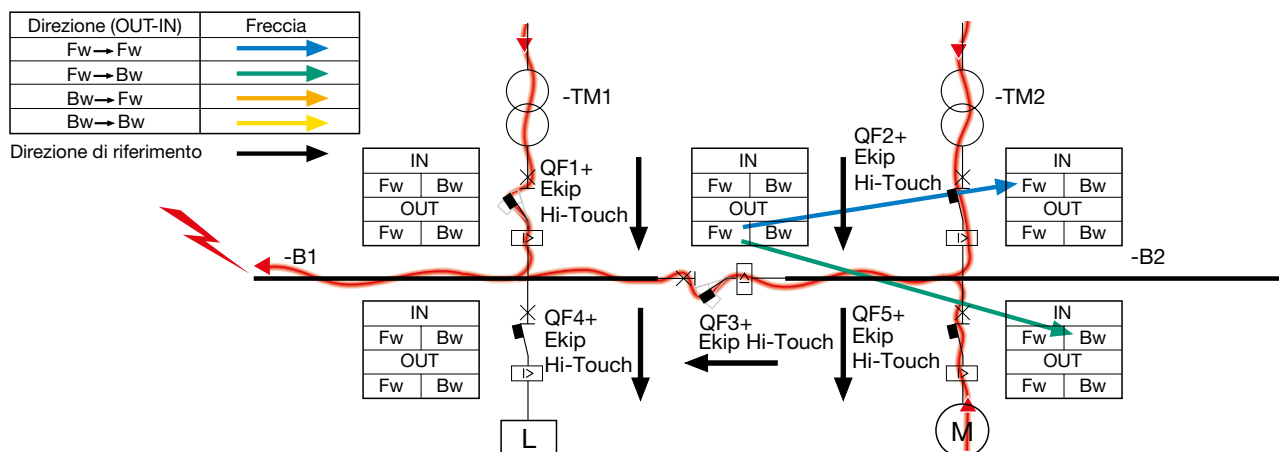 Direzione (OUT-IN) Freccia
Fw→Fw
Fw→Bw
Bw→Fw
Bw→Bw
Direzione di riferimento
-TM1
-TM2
QF1+
Ekip
Hi-Touch
QF2+
Ekip
Hi-Touch
IN
Fw Bw
OUT
Fw Bw
IN
Fw Bw
OUT
Fw Bw
IN
Fw Bw
OUT
Fw Bw
-B1
-B2
IN
Fw Bw
OUT
Fw Bw
QF4+
Ekip
Hi-Touch
QF3+
Ekip Hi-Touch
QF5+
Ekip
Hi-Touch
IN
Fw Bw
OUT
Fw Bw
L
M
I>
I>
I>
I>
I>